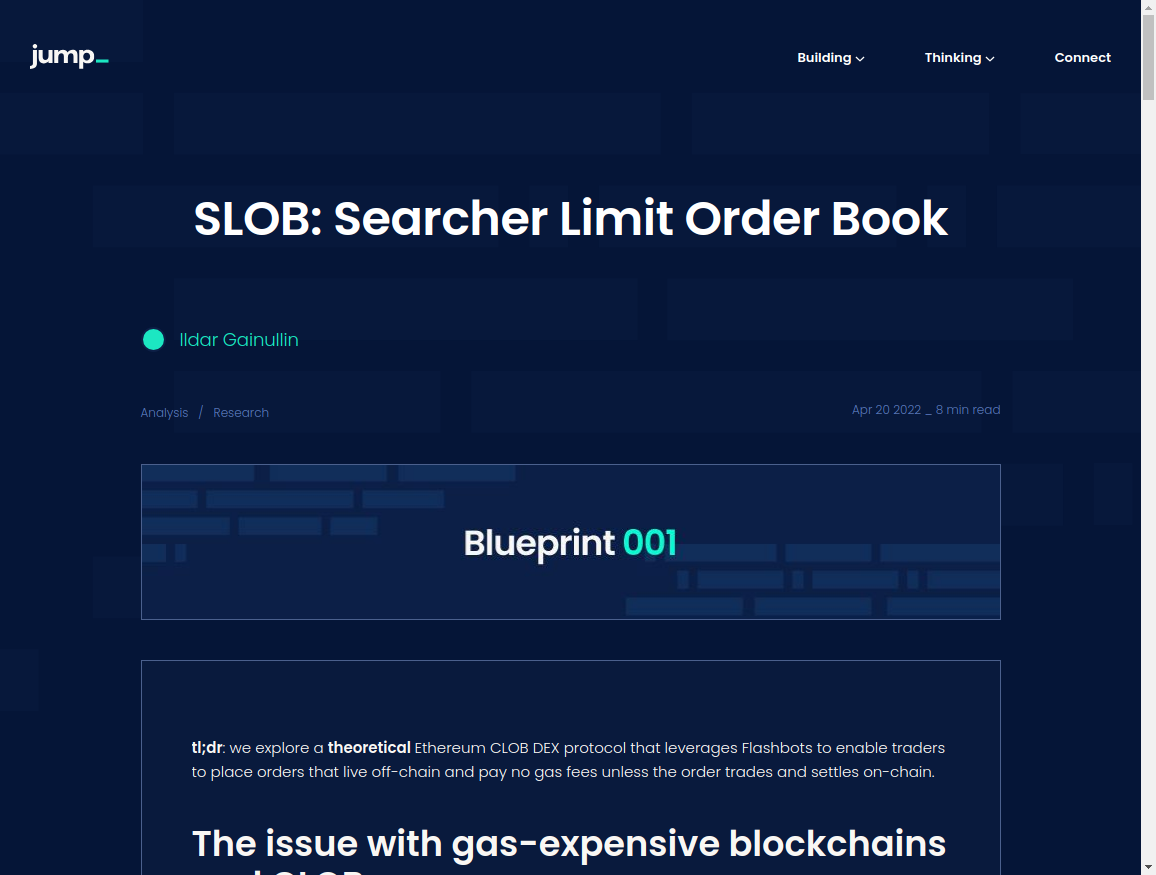 jump_
Building
Thinking
Connect
SLOB: Searcher Limit Order Book
Ildar Gainullin
Analysis / Research
Apr 20 2022 _ 8 min read
Blueprint 001
tl;dr: we explore a theoretical Ethereum CLOB DEX protocol that leverages Flashbots to enable traders
to place orders that live off-chain and pay no gas fees unless the order trades and settles on-chain.
The issue with gas-expensive blockchains